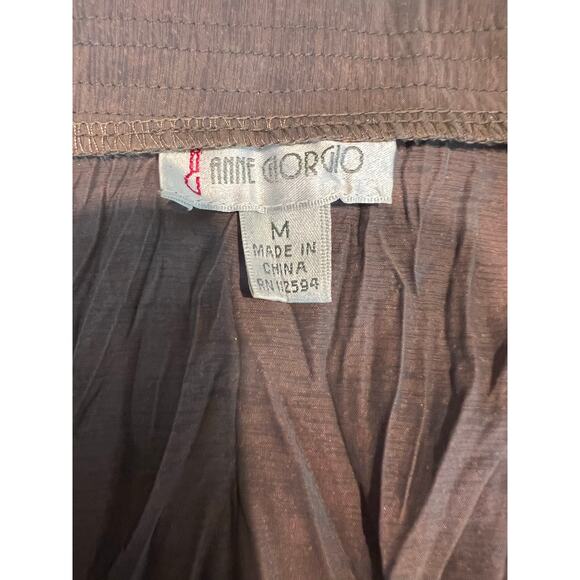 ANNE GIORGIO
M
MADE IN
CHINA
RN 112594